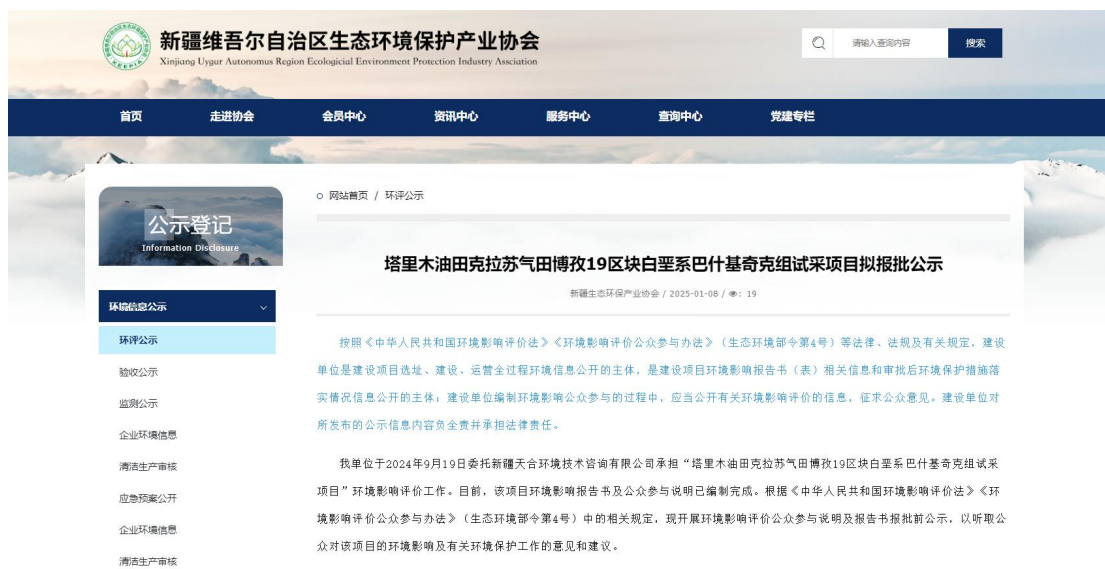 新疆维吾尔自治区生态环境保护产业协会
Xinjiang Uygur Autonomus Region Ecologicial Environment Protection Industry Assciation
XEEPIA
请输入查询内容
搜索
首页 走进协会 会员中心 资讯中心 服务中心 查询中心 党建专栏
公示登记
Information Disclosure
环境信息公示
环评公示
验收公示
监测公示
企业环境信息
清洁生产审核
应急预案公开
企业环境信息
清洁生产审核
网站首页 / 环评公示
塔里木油田克拉苏气田博孜19区块白垩系巴什基奇克组试采项目拟报批公示
新疆生态环保产业协会 / 2025-01-08 / : 19
按照《中华人民共和国环境影响评价法》《环境影响评价公众参与办法》（生态环境部令第4号）等法律、法规及有关规定，建设
单位是建设项目选址、建设、运营全过程环境信息公开的主体，是建设项目环境影响报告书（表）相关信息和审批后环境保护措施落
实情况信息公开的主体；建设单位编制环境影响公众参与的过程中，应当公开有关环境影响评价的信息，征求公众意见。建设单位对
所发布的公示信息内容负全责并承担法律责任。
我单位于2024年9月19日委托新疆天合环境技术咨询有限公司承担“塔里木油田克拉苏气田博孜19区块白垩系巴什基奇克组试采
项目”环境影响评价工作。目前，该项目环境影响报告书及公众参与说明已编制完成。根据《中华人民共和国环境影响评价法》《环
境影响评价公众参与办法》（生态环境部令第4号）中的相关规定，现开展环境影响评价公众参与说明及报告书报批前公示，以听取公
众对该项目的环境影响及有关环境保护工作的意见和建议。